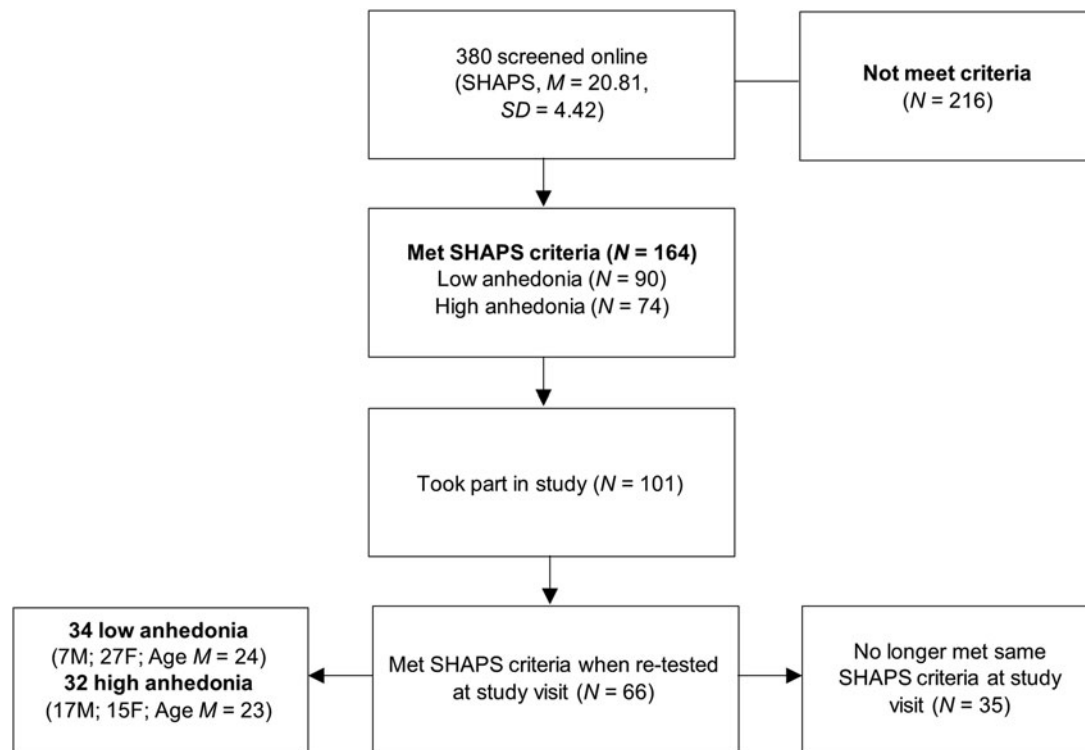 380 screened online
(SHAPS, M = 20.81,
SD = 4.42)
Not meet criteria
(N = 216)
Met SHAPS criteria (N = 164)
Low anhedonia (N = 90)
High anhedonia (N = 74)
Took part in study (N = 101)
34 low anhedonia
(7M; 27F; Age M = 24)
32 high anhedonia
(17M; 15F; Age M = 23)
Met SHAPS criteria when re-tested
at study visit (N = 66)
No longer met same
SHAPS criteria at study
visit (N = 35)